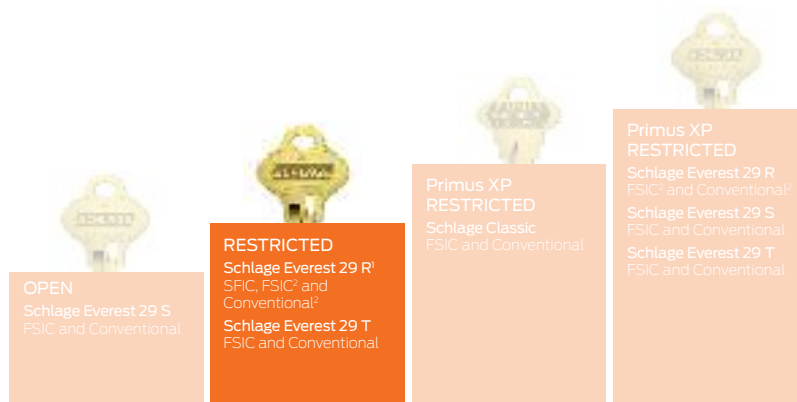 OPEN
Schlage Everest 29 S
FSIC and Conventional
RESTRICTED
Schlage Everest 29 R¹
SFIC, FSIC² and
Conventional²
Schlage Everest 29 T
FSIC and Conventional
Primus XP
RESTRICTED
Schlage Classic
FSIC and Conventional
Primus XP
RESTRICTED
Schlage Everest 29 R
FSIC² and Conventional²
Schlage Everest 29 S
FSIC and Conventional
Schlage Everest 29 T
FSIC and Conventional